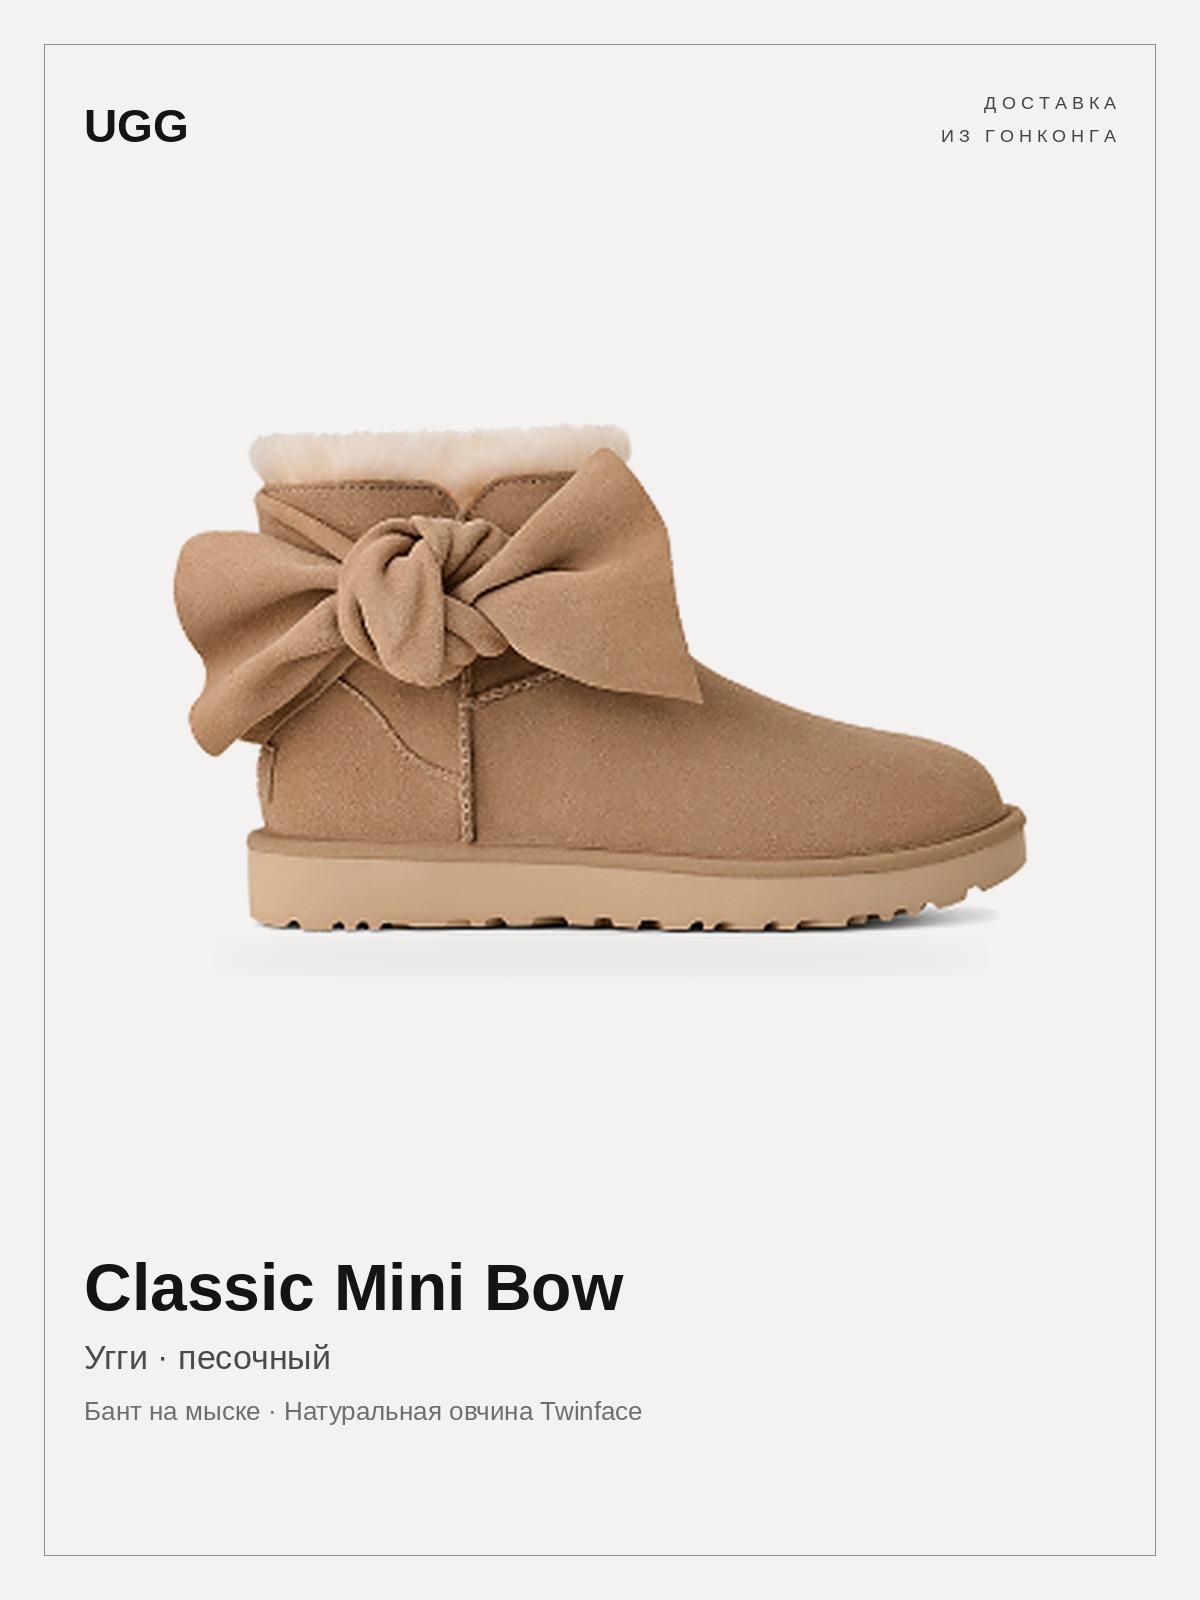 UGG
ДОСТАВКА
ИЗ ГОНКОНГА
Classic Mini Bow
Угги · песочный
Бант на мыске · Натуральная овчина Twinface